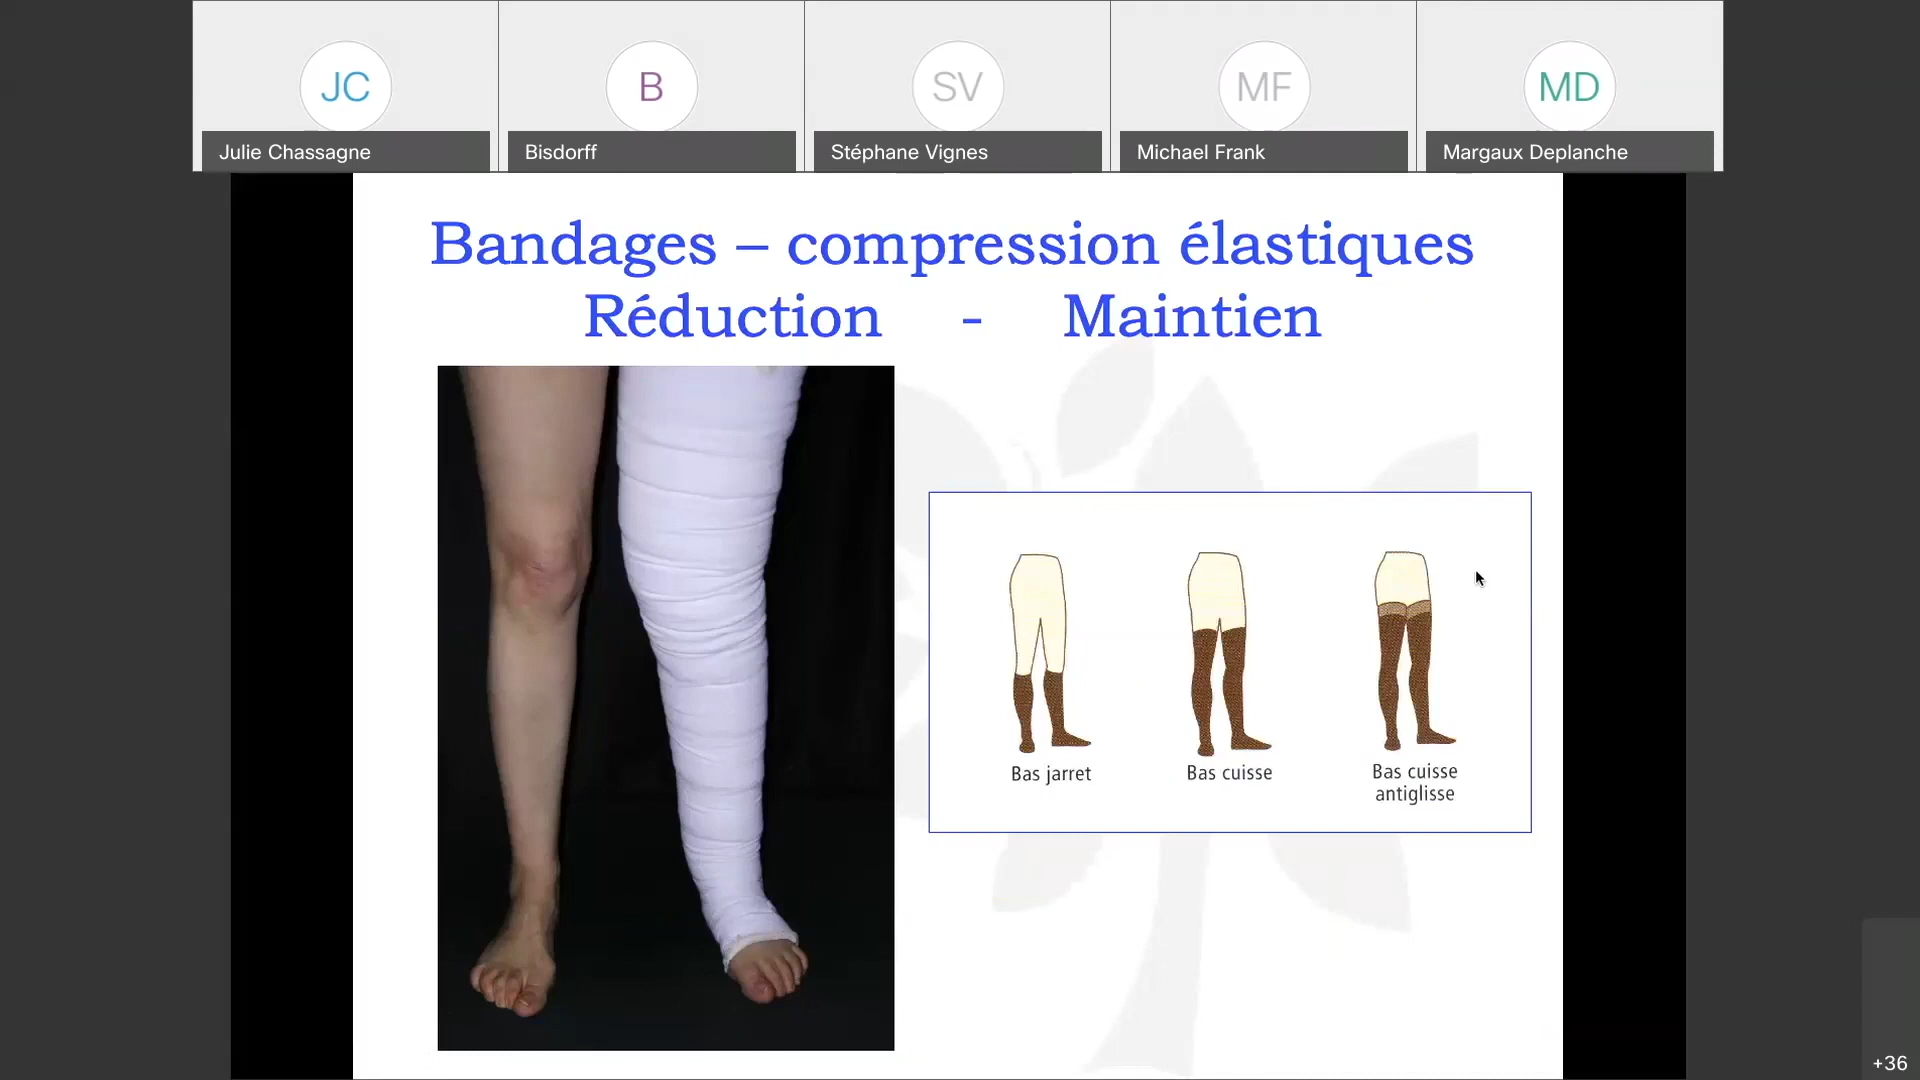 JC
B
SV
MF
MD
Julie Chassagne
Bisdorff
Stéphane Vignes
Michael Frank
Margaux Deplanche
Bandages – compression élastiques
Réduction - Maintien
Bas jarret
Bas cuisse
Bas cuisse
antiglisse
+36